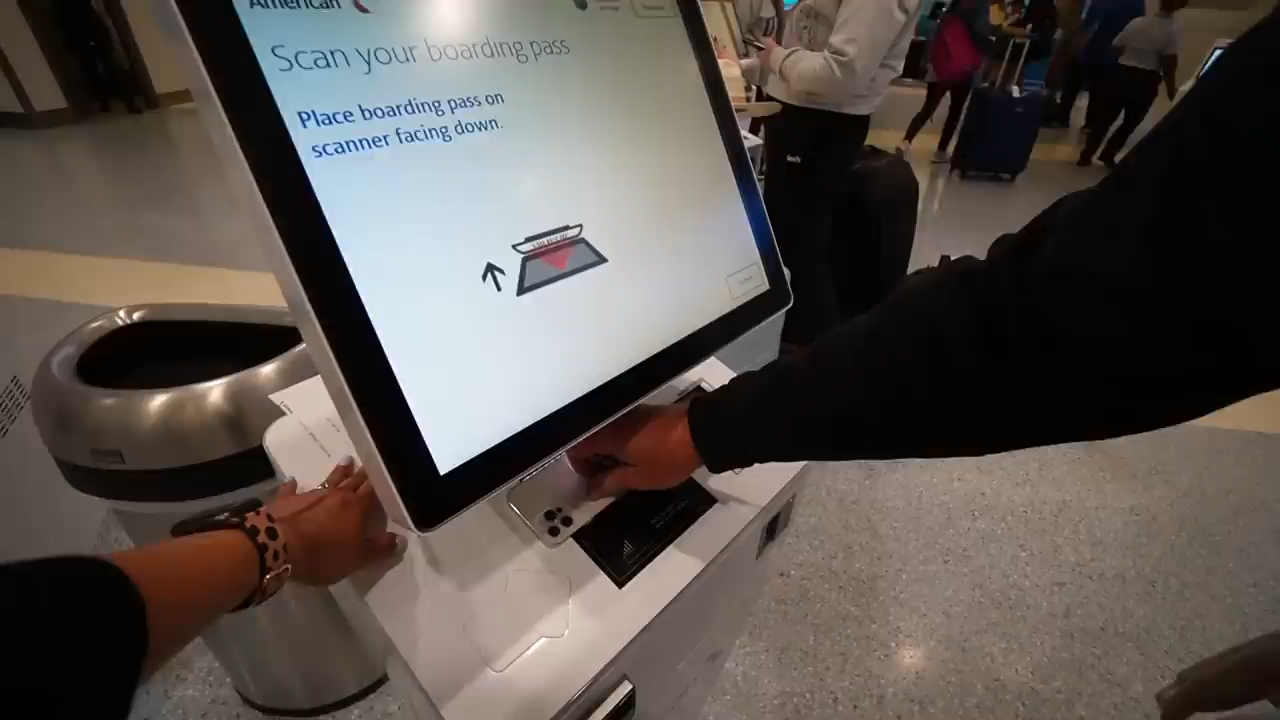 American
Scan your boarding pass
Place boarding pass on
scanner facing down.